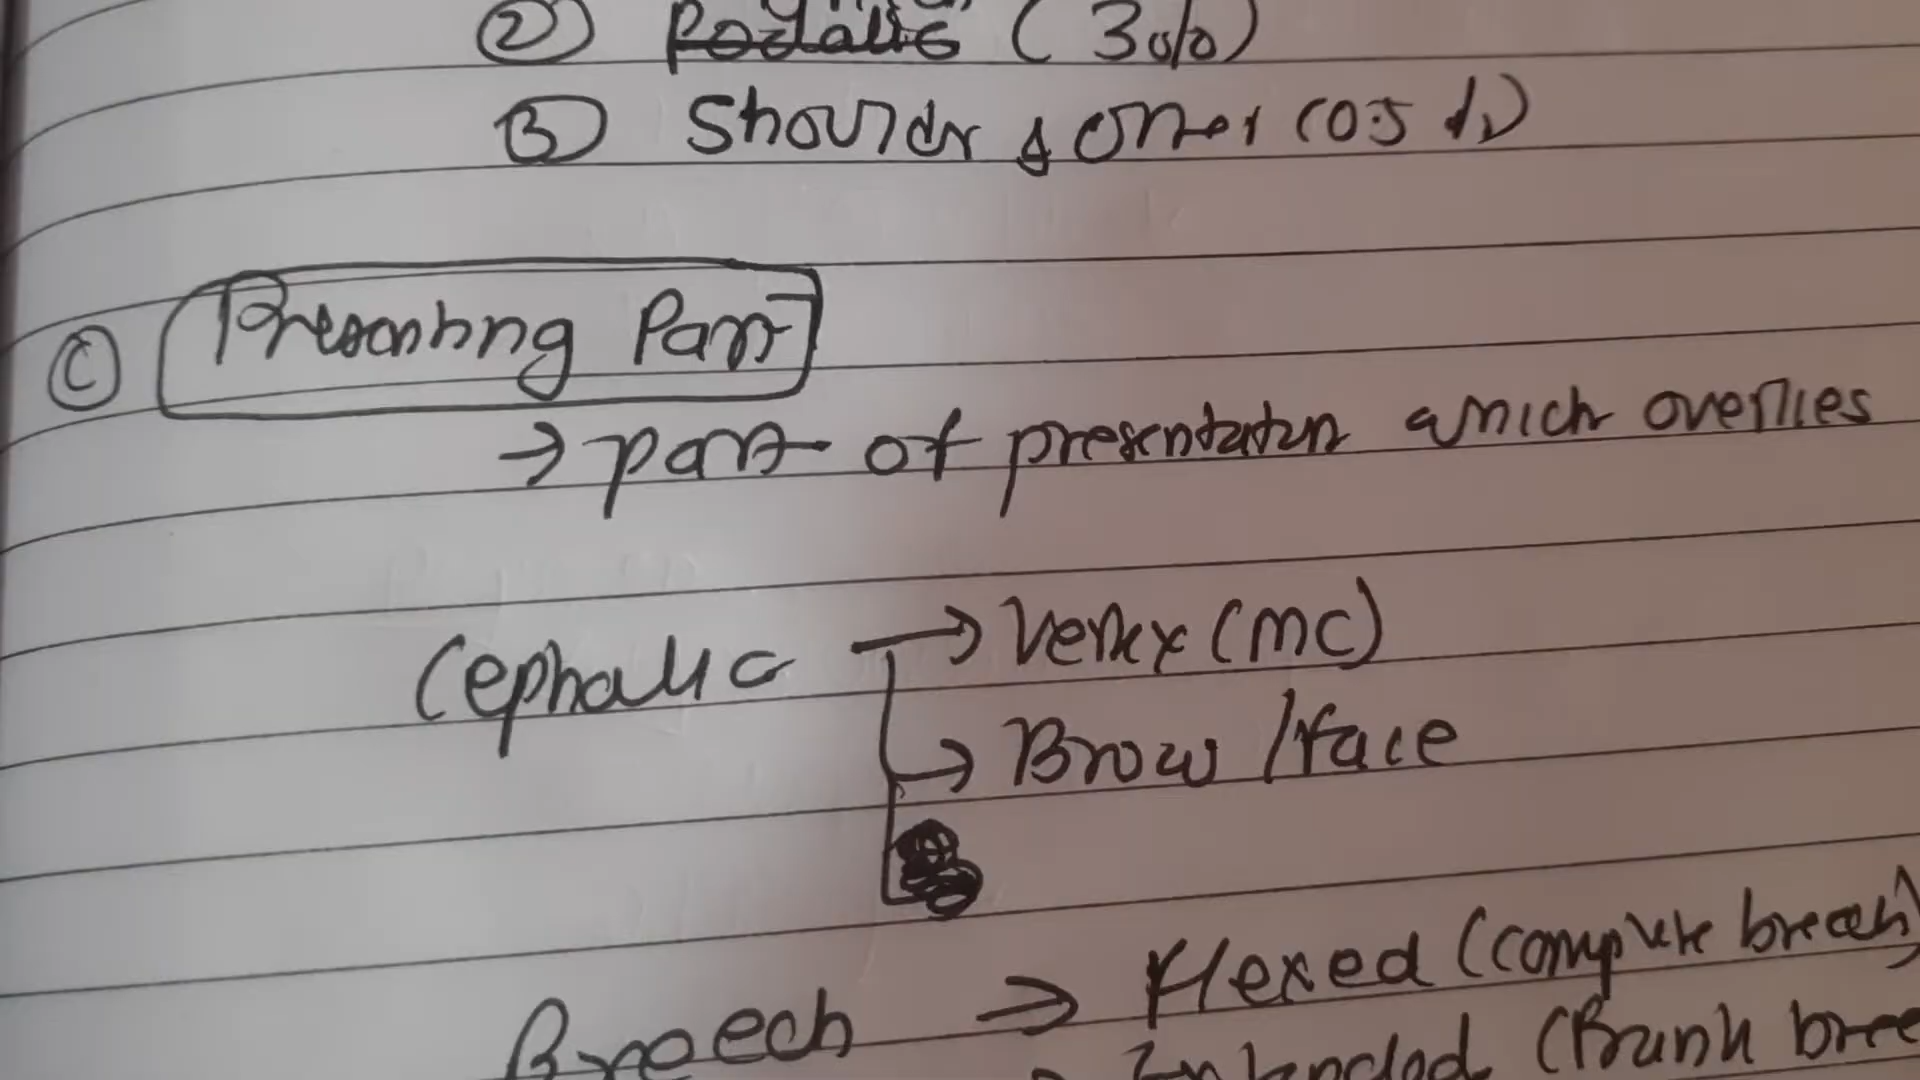 ② Podalic (3%)
③ Shoulder & other (0.5%)
Ⓒ Presenting Part
→ part of presentation which overlies
Cephalic → Vertex (MC)
→ Brow / face
Breech → Flexed (complete breech)
→ Extended (Frank bree